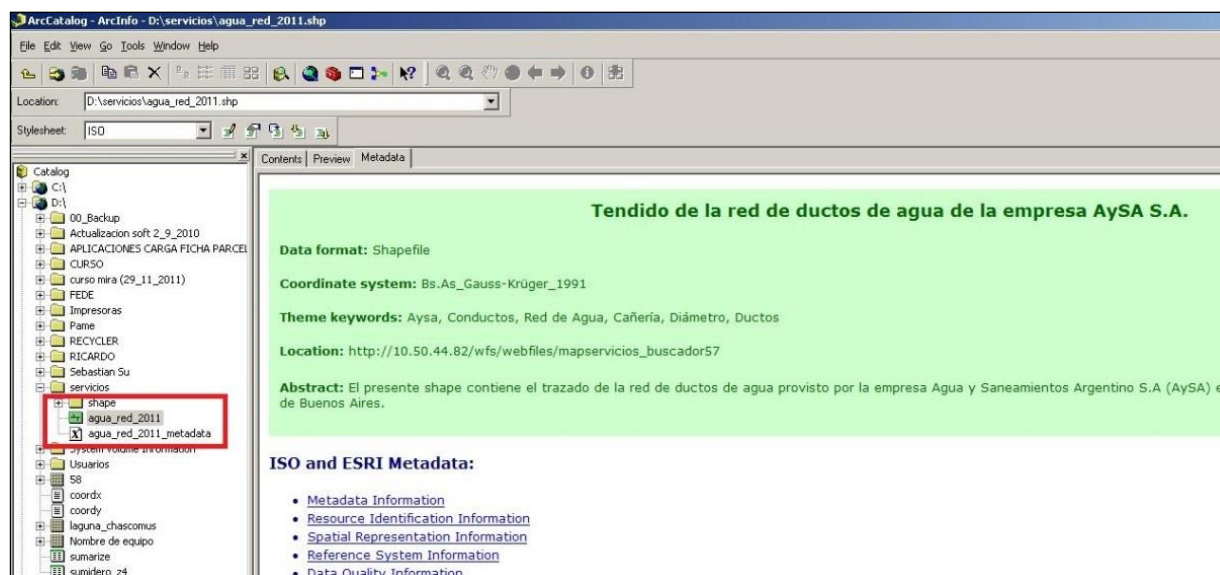 ArcCatalog - ArcInfo - D:\servicios\agua_red_2011.shp
File Edit View Go Tools Window Help
Location: D:\servicios\agua_red_2011.shp
Stylesheet: ISO
Contents Preview Metadata
Catalog
C:\
D:\
00_Backup
Actualizacion soft 2_9_2010
APLICACIONES CARGA FICHA PARCEL
CURSO
curso mira (29_11_2011)
FEDE
Impresoras
Pame
RECYCLER
RICARDO
Sebastian Su
servicios
shape
agua_red_2011
agua_red_2011_metadata
System Volume Information
Usuarios
58
coordx
coordy
laguna_chascomus
Nombre de equipo
sumarize
sumidero_z4
Tendido de la red de ductos de agua de la empresa AySA S.A.
Data format: Shapefile
Coordinate system: Bs.As_Gauss-Krüger_1991
Theme keywords: Aysa, Conductos, Red de Agua, Cañería, Diámetro, Ductos
Location: http://10.50.44.82/wfs/webfiles/mapservicios_buscador57
Abstract: El presente shape contiene el trazado de la red de ductos de agua provisto por la empresa Agua y Saneamientos Argentino S.A (AySA) e
de Buenos Aires.
ISO and ESRI Metadata:
• Metadata Information
• Resource Identification Information
• Spatial Representation Information
• Reference System Information
• Data Quality Information